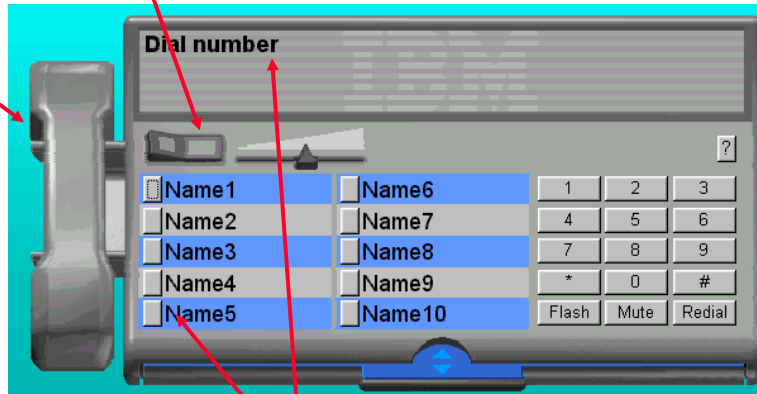 Dial number
IBM
?
Name1 Name6 1 2 3
Name2 Name7 4 5 6
Name3 Name8 7 8 9
Name4 Name9 * 0 #
Name5 Name10 Flash Mute Redial